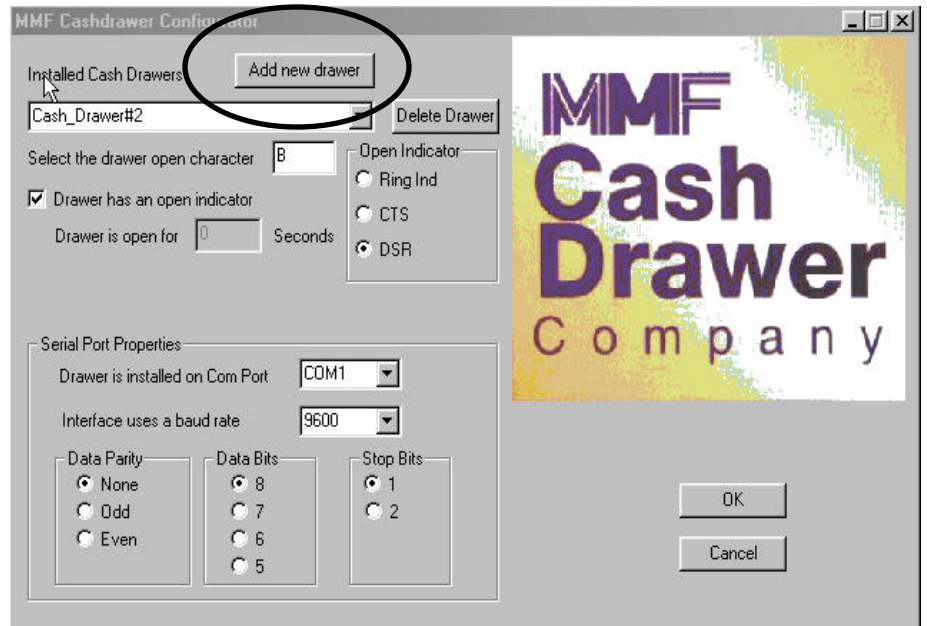 MMF Cashdrawer Configurator
Installed Cash Drawers
Add new drawer
Cash_Drawer#2
Delete Drawer
Select the drawer open character
B
Drawer has an open indicator
Drawer is open for
0
Seconds
Open Indicator
Ring Ind
CTS
DSR
MMF
Cash
Drawer
Company
Serial Port Properties
Drawer is installed on Com Port
COM1
Interface uses a baud rate
9600
Data Parity
None
Odd
Even
Data Bits
8
7
6
5
Stop Bits
1
2
OK
Cancel